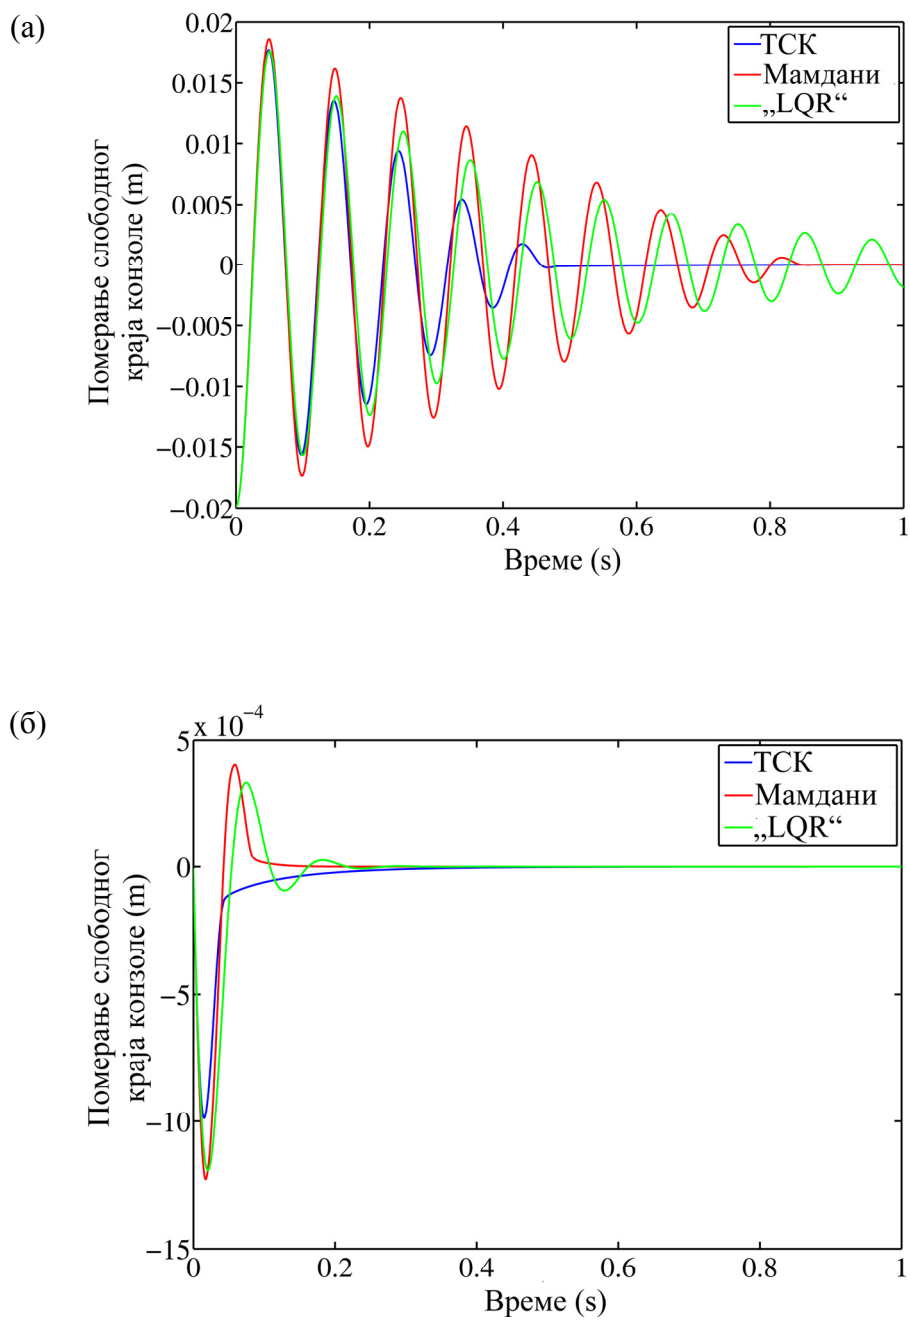 (а)
0.02
0.015
0.01
0.005
0
−0.005
−0.01
−0.015
−0.02
Померање слободног
краја конзоле (m)
ТСК
Мамдани
„LQR“
0
0.2
0.4
0.6
0.8
1
Време (s)
(б)
x 10−4
5
0
−5
−10
−15
Померање слободног
краја конзоле (m)
ТСК
Мамдани
„LQR“
0
0.2
0.4
0.6
0.8
1
Време (s)